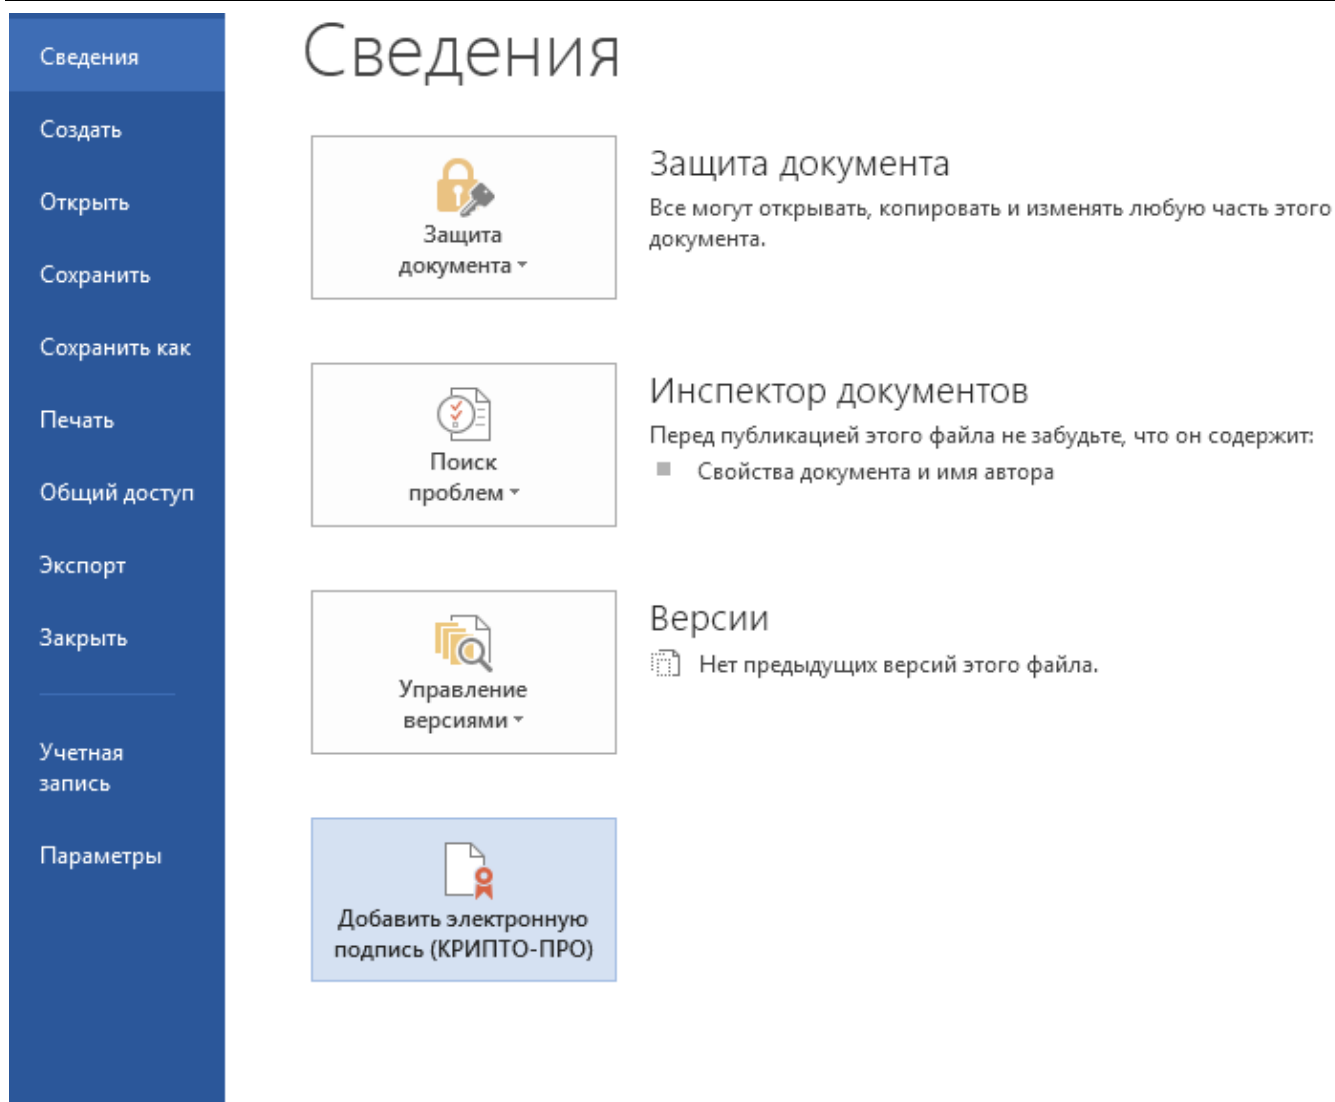 Сведения
Создать
Открыть
Сохранить
Сохранить как
Печать
Общий доступ
Экспорт
Закрыть
Учетная
запись
Параметры
Сведения
Защита
документа
Защита документа
Все могут открывать, копировать и изменять любую часть этого
документа.
Поиск
проблем
Инспектор документов
Перед публикацией этого файла не забудьте, что он содержит:
Свойства документа и имя автора
Управление
версиями
Версии
Нет предыдущих версий этого файла.
Добавить электронную
подпись (КРИПТО-ПРО)